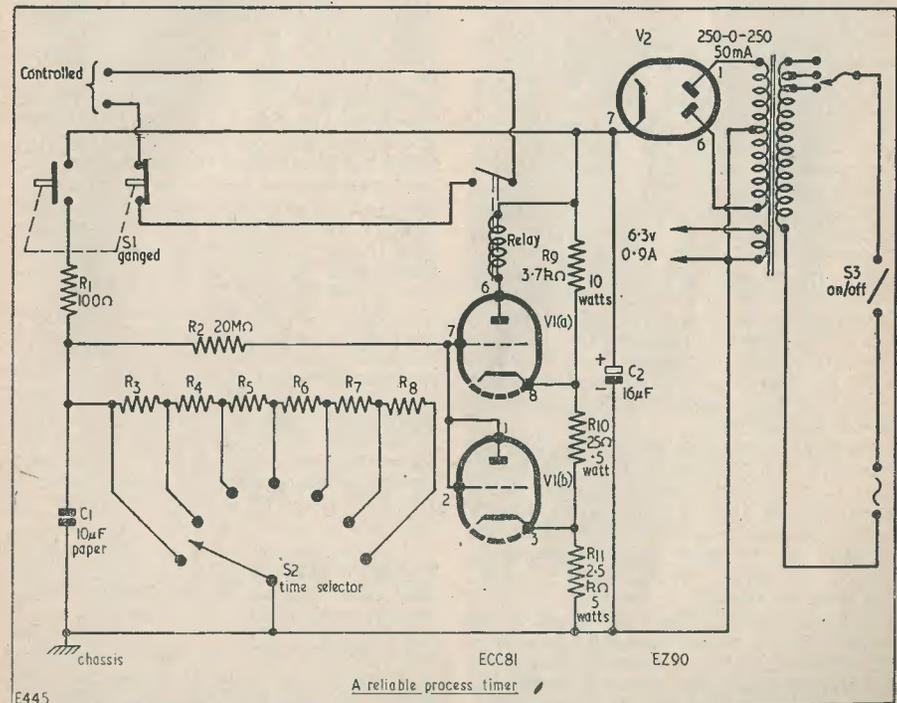 Controlled
V2
250-0-250
50mA
1
7
6
S1
ganged
Relay
R9
3.7kΩ
10
watts
6.3v
0.9A
S3
on/off
R1
100Ω
R2 20MΩ
6
7
V1(a)
8
R3
R4
R5
R6
R7
R8
+
C2
16µF
-
R10
25Ω
.5
watt
1
V1(b)
2
3
C1
10µF
paper
S2
time selector
R11
2.5
kΩ
5
watts
chassis
ECC81
EZ90
A reliable process timer
E445